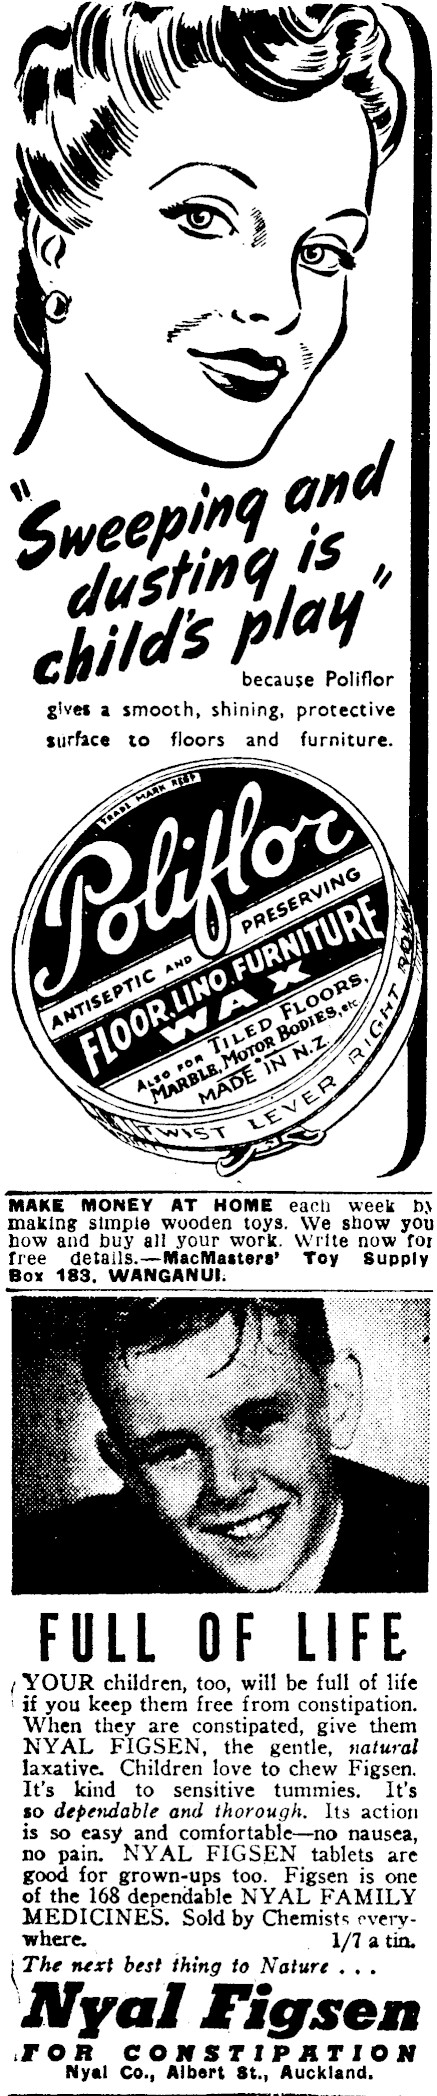 "Sweeping and
dusting is
child's play"
because Poliflor
gives a smooth, shining, protective
surface to floors and furniture.
TRADE MARK REGD
Poliflor
ANTISEPTIC AND PRESERVING
FLOOR, LINO, FURNITURE
WAX
ALSO FOR TILED FLOORS,
MARBLE, MOTOR BODIES, etc
MADE IN N.Z.
TWIST LEVER RIGHT ROUND
MAKE MONEY AT HOME each week by
making simple wooden toys. We show you
how and buy all your work. Write now for
free details.—MacMasters' Toy Supply
Box 183, WANGANUI.
FULL OF LIFE
YOUR children, too, will be full of life
if you keep them free from constipation.
When they are constipated, give them
NYAL FIGSEN, the gentle, natural
laxative. Children love to chew Figsen.
It's kind to sensitive tummies. It's
so dependable and thorough. Its action
is so easy and comfortable—no nausea,
no pain. NYAL FIGSEN tablets are
good for grown-ups too. Figsen is one
of the 168 dependable NYAL FAMILY
MEDICINES. Sold by Chemists every-
where. 1/7 a tin.
The next best thing to Nature . . .
Nyal Figsen
FOR CONSTIPATION
Nyal Co., Albert St., Auckland.